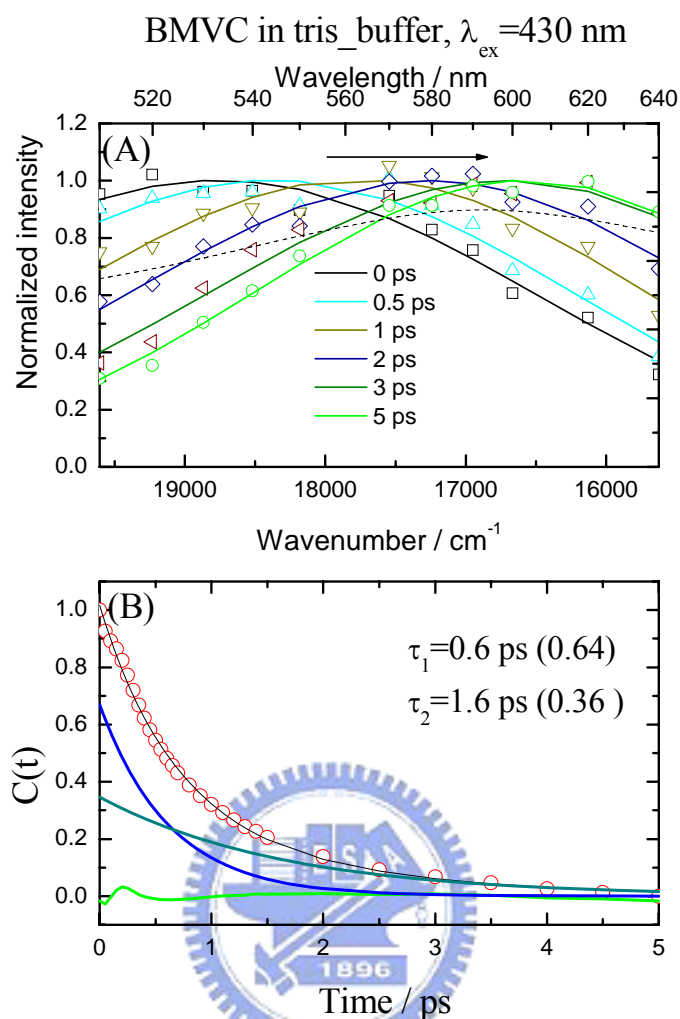 BMVC in tris_buffer, λex=430 nm
Wavelength / nm
520 540 560 580 600 620 640
(A)
1.2
1.0
0.8
0.6
0.4
0.2
0.0
Normalized intensity
0 ps
0.5 ps
1 ps
2 ps
3 ps
5 ps
19000 18000 17000 16000
Wavenumber / cm-1
(B)
1.0
0.8
0.6
0.4
0.2
0.0
C(t)
τ1=0.6 ps (0.64)
τ2=1.6 ps (0.36 )
1896
0 1 2 3 4 5
Time / ps